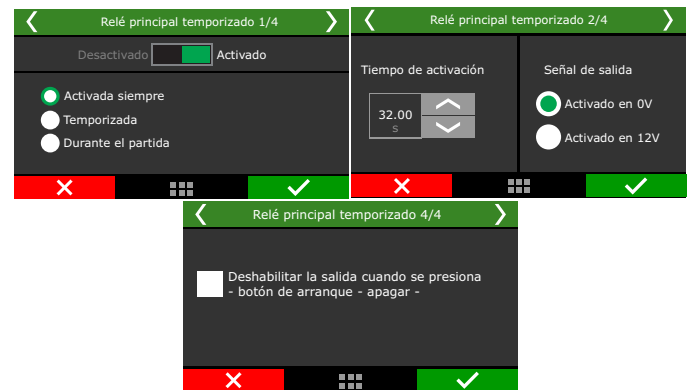 Relé principal temporizado 1/4
Desactivado Activado
Activada siempre
Temporizada
Durante el partida
Relé principal temporizado 2/4
Tiempo de activación
32.00
s
Señal de salida
Activado en 0V
Activado en 12V
Relé principal temporizado 4/4
Deshabilitar la salida cuando se presiona
- botón de arranque - apagar -